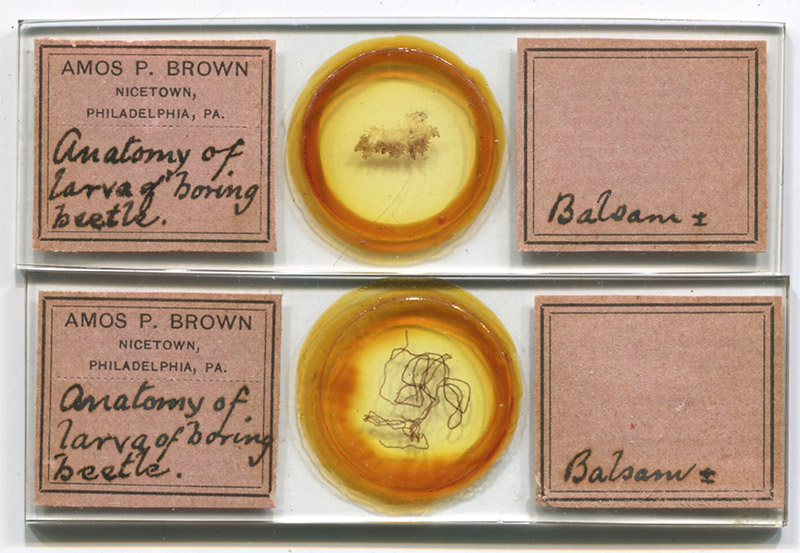 AMOS P. BROWN
NICETOWN,
PHILADELPHIA, PA.
Anatomy of
larva of boring
beetle.
Balsam ±
AMOS P. BROWN
NICETOWN,
PHILADELPHIA, PA.
Anatomy of
larva of boring
beetle.
Balsam ±